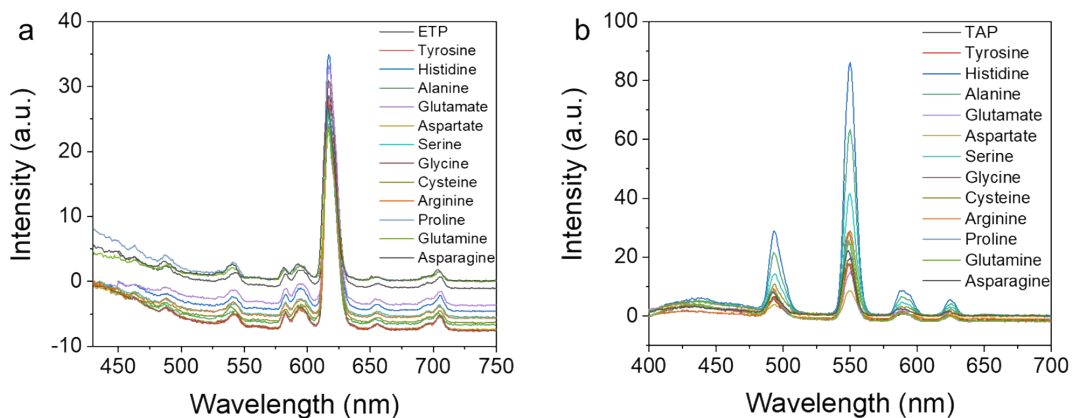 a
Intensity (a.u.)
40
30
20
10
0
-10
450 500 550 600 650 700 750
Wavelength (nm)
ETP
Tyrosine
Histidine
Alanine
Glutamate
Aspartate
Serine
Glycine
Cysteine
Arginine
Proline
Glutamine
Asparagine
b
Intensity (a.u.)
100
80
60
40
20
0
400 450 500 550 600 650 700
Wavelength (nm)
TAP
Tyrosine
Histidine
Alanine
Glutamate
Aspartate
Serine
Glycine
Cysteine
Arginine
Proline
Glutamine
Asparagine